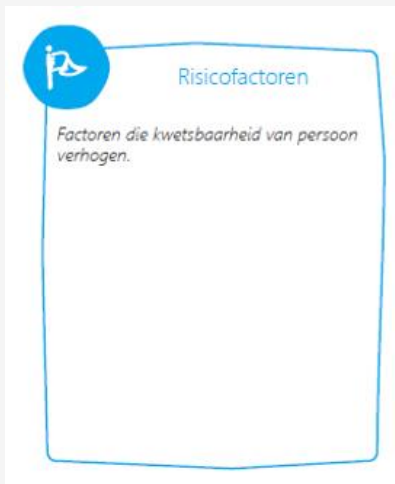 Risicofactoren
Factoren die kwetsbaarheid van persoon
verhogen.